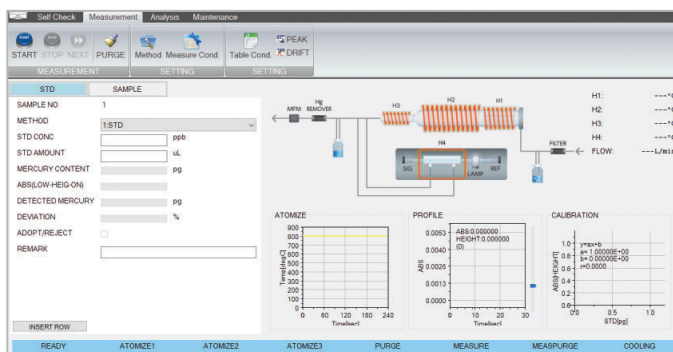 Self Check Measurement Analysis Maintenance
START STOP NEXT PURGE Method Measure Cond. Table Cond. PEAK
DRIFT
MEASUREMENT SETTING SETTING
STD SAMPLE
SAMPLE NO 1
METHOD 1:STD
STD CONC ppb
STD AMOUNT uL
MERCURY CONTENT pg
ABS(LOW-HEIG-ON)
DETECTED MERCURY pg
DEVIATION %
ADOPT/REJECT
REMARK
INSERT ROW
MFM Hg REMOVER H3 H2 H1
H4
SIG LAMP REF
FILTER
H1: ---°C
H2: ---°C
H3: ---°C
H4: ---°C
FLOW: ---L/min
ATOMIZE
Temp[degC]
900
800
700
600
500
400
300
200
100
0
0 60 120 180 240
Time[sec]
PROFILE
ABS:0.000000
HEIGHT:0.000000
(0)
ABS
0.0053
0.0040
0.0026
0.0013
0.0000
0 10 20 30
Time[sec]
CALIBRATION
y=ax+b
a= 1.00000E+00
b= 0.00000E+00
r=0.0000
ABS[HEIGHT]
1.0
0.8
0.6
0.4
0.2
0.0
0.0 0.5 1.0
STD[pg]
READY ATOMIZE1 ATOMIZE2 ATOMIZE3 PURGE MEASURE MEASPURGE COOLING